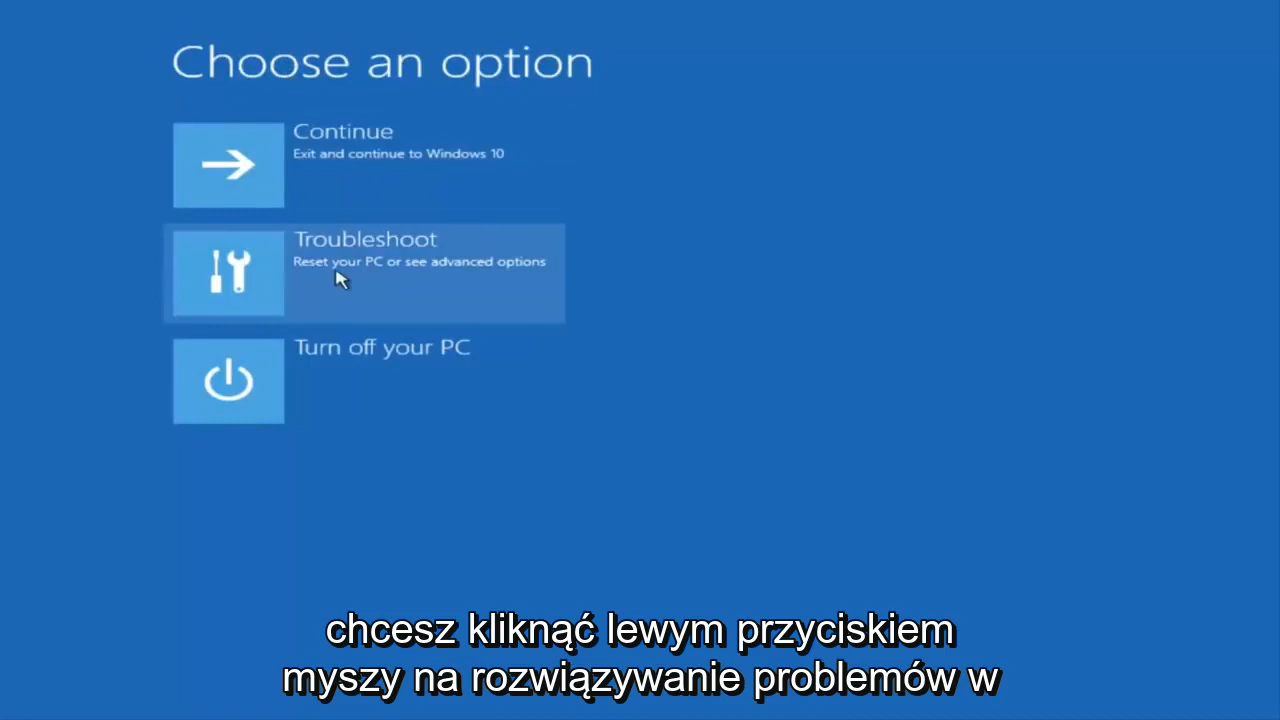 Choose an option
Continue
Exit and continue to Windows 10
Troubleshoot
Reset your PC or see advanced options
Turn off your PC
chcesz kliknąć lewym przyciskiem
myszy na rozwiązywanie problemów w